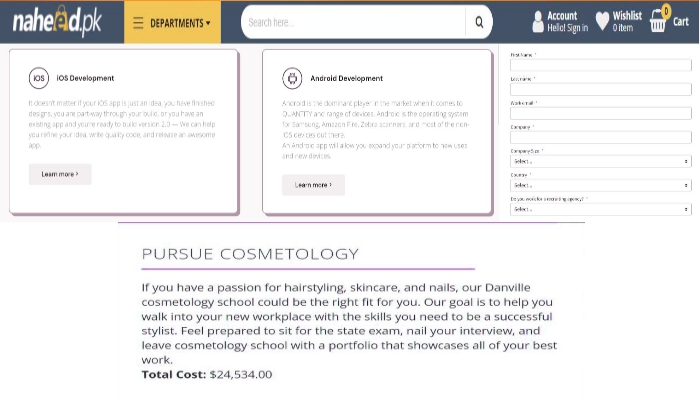 naheed.pk
DEPARTMENTS
Search here...
Account
Hello! Sign in
Wishlist
0 item
0
Cart
iOS
iOS Development
It doesn't matter if your iOS app is just an idea, you have finished
designs, you are part-way through your build, or you have an
existing app and you're ready to build version 2.0 — We can help
you refine your idea, write quality code, and release an awesome
app.
Learn more ›
Android Development
Android is the dominant player in the market when it comes to
QUANTITY and range of devices. Android is the operating system
for Samsung, Amazon Fire, Zebra scanners, and most of the non-
iOS devices out there.
An Android app will allow you expand your platform to new users
and new devices.
Learn more ›
First Name *
Last name *
Work email *
Company *
Company Size *
Select...
Country *
Select...
Do you work for a recruiting agency? *
Select...
PURSUE COSMETOLOGY
If you have a passion for hairstyling, skincare, and nails, our Danville
cosmetology school could be the right fit for you. Our goal is to help you
walk into your new workplace with the skills you need to be a successful
stylist. Feel prepared to sit for the state exam, nail your interview, and
leave cosmetology school with a portfolio that showcases all of your best
work.
Total Cost: $24,534.00